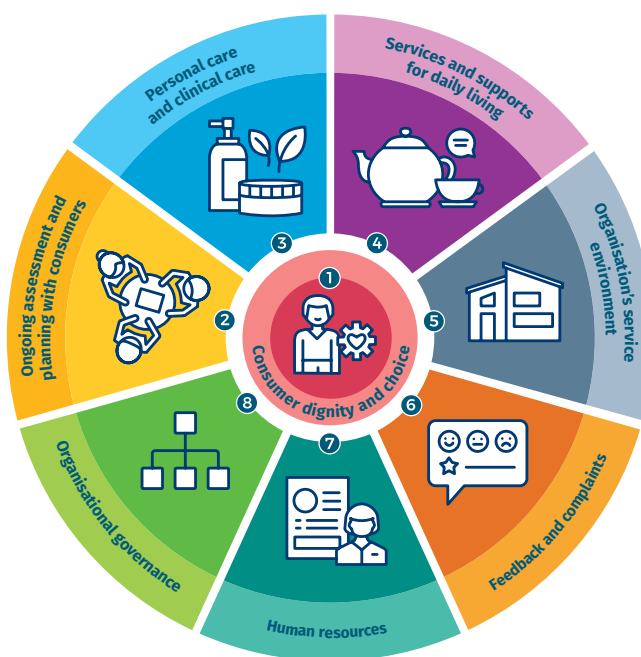 1
Consumer dignity and choice
2
Ongoing assessment and
planning with consumers
3
Personal care
and clinical care
4
Services and supports
for daily living
5
Organisation's service
environment
6
Feedback and complaints
7
Human resources
8
Organisational governance